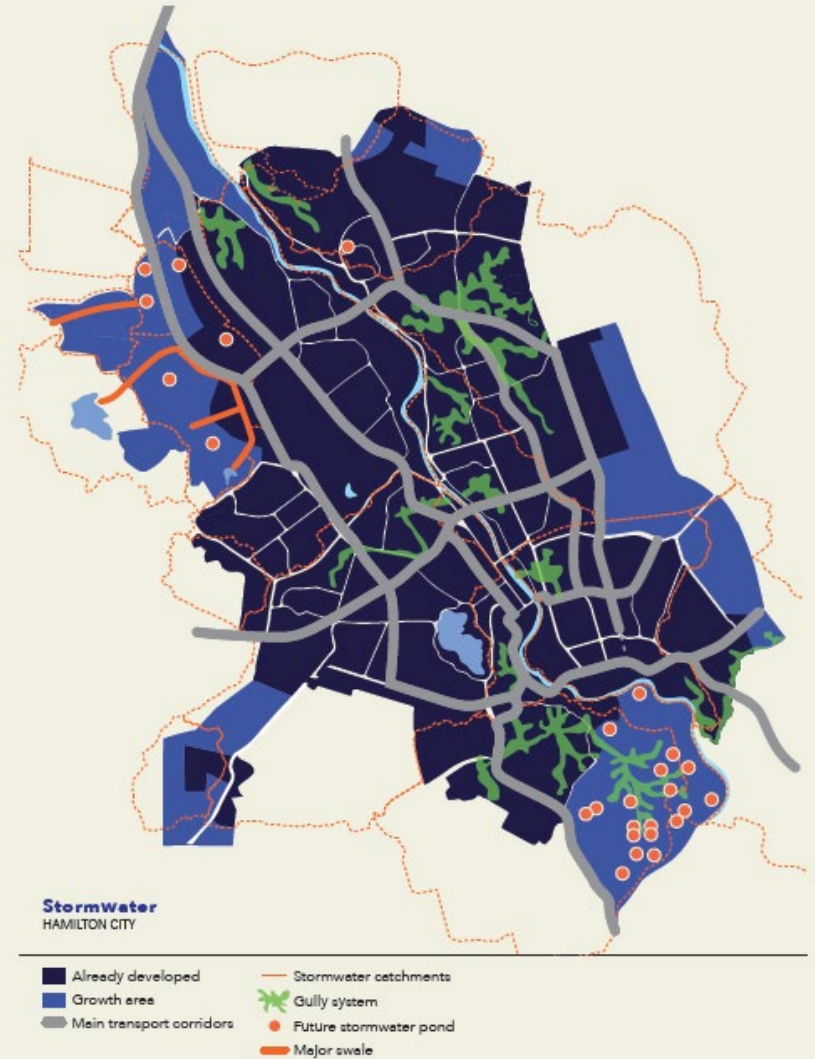 Stormwater
HAMILTON CITY
Already developed
Growth area
Main transport corridors
Stormwater catchments
Gully system
Future stormwater pond
Major swale